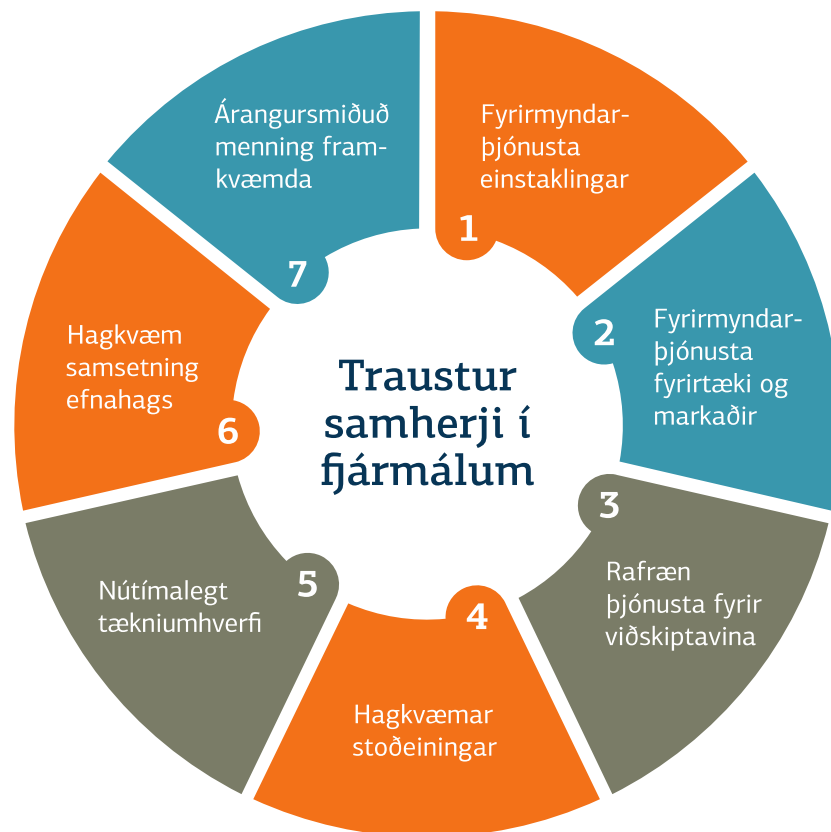 Traustur
samherji í
fjármálum
1
Fyrirmyndar-
þjónusta
einstaklingar
2
Fyrirmyndar-
þjónusta
fyrirtæki og
markaðir
3
Rafræn
þjónusta fyrir
viðskiptavina
4
Hagkvæmar
stoðeiningar
5
Nútímalegt
tækniumhverfi
6
Hagkvæm
samsetning
efnahags
7
Árangursmiðuð
menning fram-
kvæmda